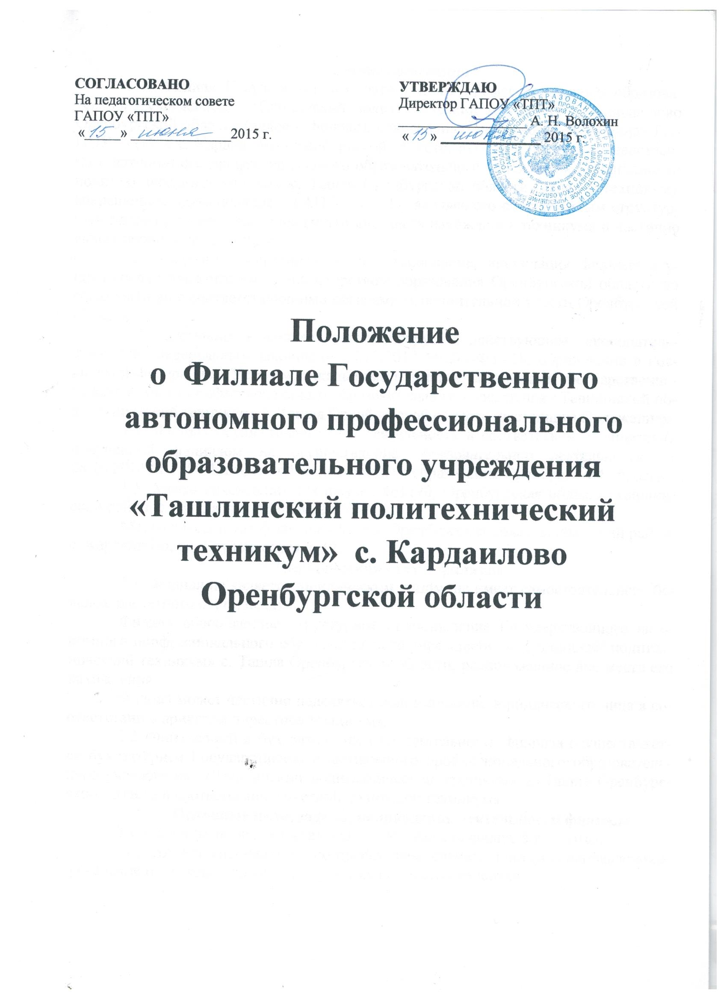 СОГЛАСОВАНО
На педагогическом совете
ГАПОУ «ТПТ»
«15» июня 2015 г.
УТВЕРЖДАЮ
Директор ГАПОУ «ТПТ»
А. Н. Волохин
«15» июня 2015 г.
Положение
о Филиале Государственного
автономного профессионального
образовательного учреждения
«Ташлинский политехнический
техникум» с. Кардаилово
Оренбургской области